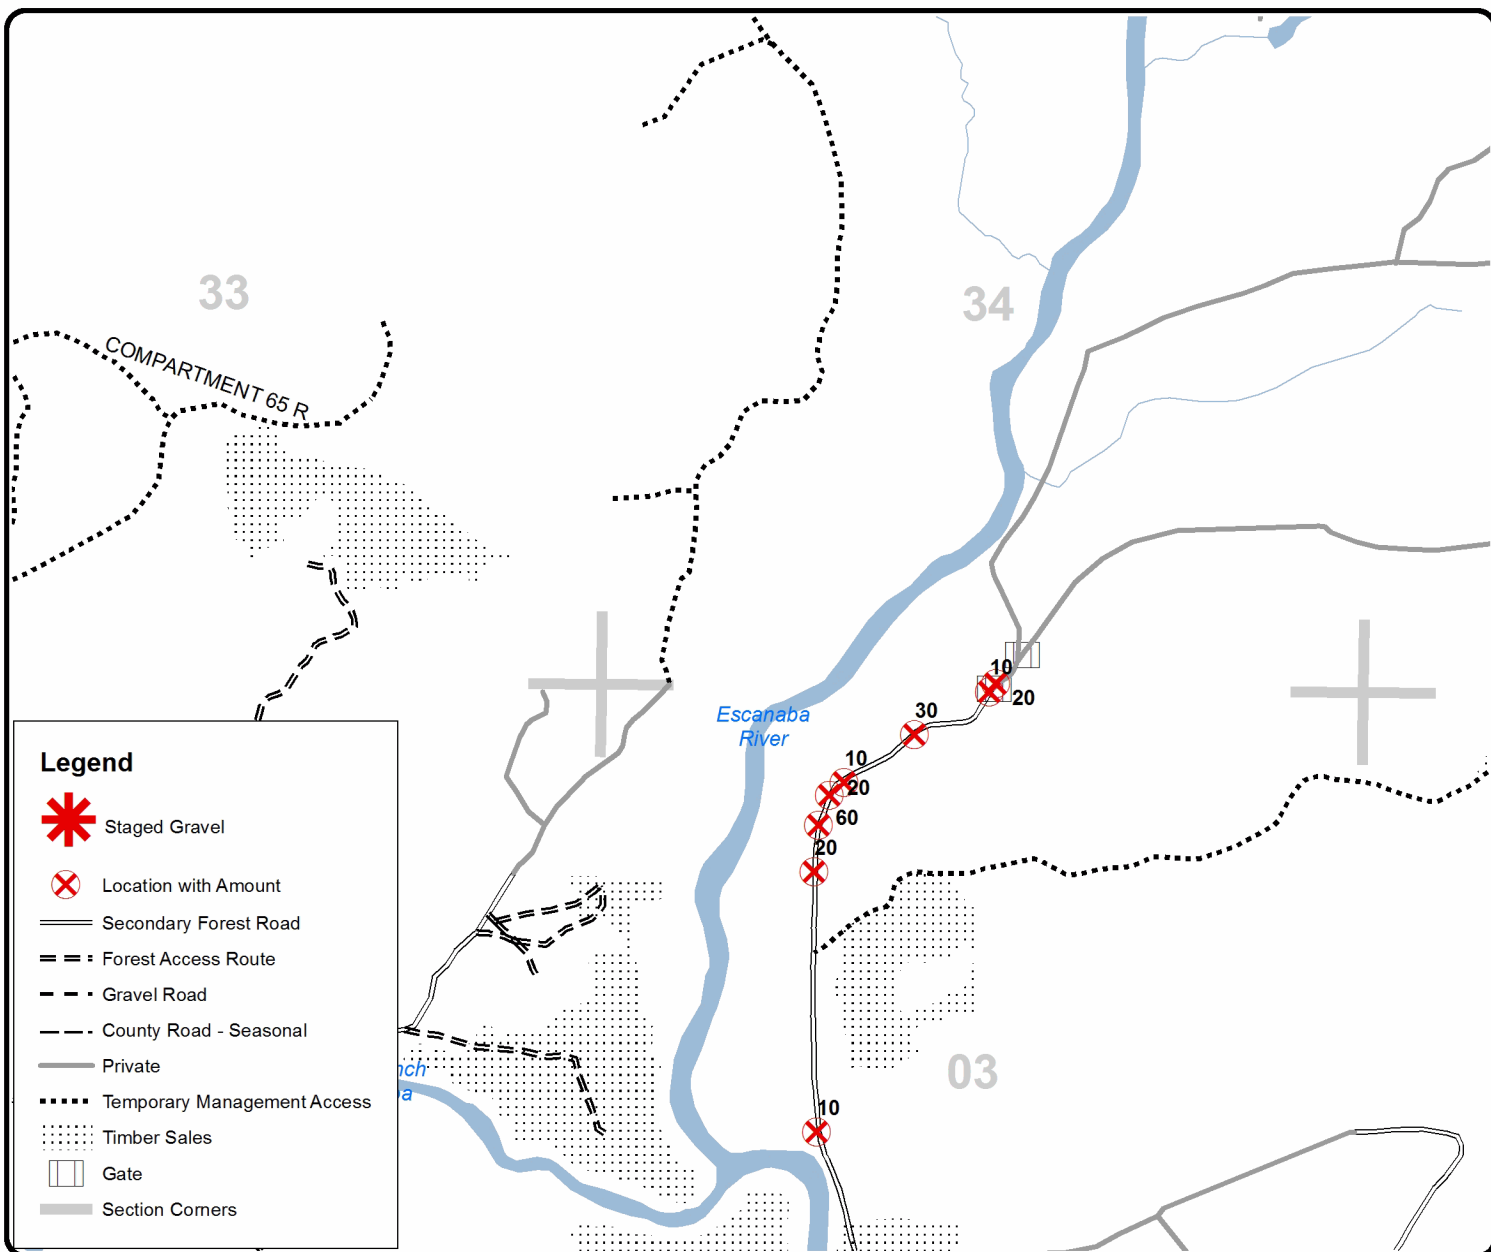 33
34
COMPARTMENT 65 R
10
20
Escanaba
River
30
10
20
60
20
Legend
Staged Gravel
Location with Amount
Secondary Forest Road
Forest Access Route
Gravel Road
County Road - Seasonal
Private
Temporary Management Access
Timber Sales
Gate
Section Corners
nch
a
03
10